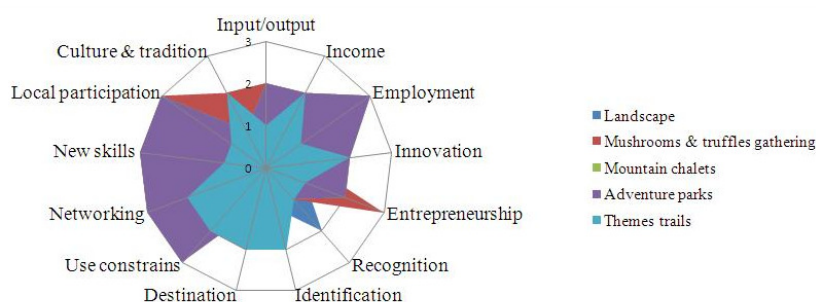 Input/output
Income
Employment
Innovation
Entrepreneurship
Recognition
Identification
Destination
Use constrains
Networking
New skills
Local participation
Culture & tradition
3
2
1
0
Landscape
Mushrooms & truffles gathering
Mountain chalets
Adventure parks
Themes trails